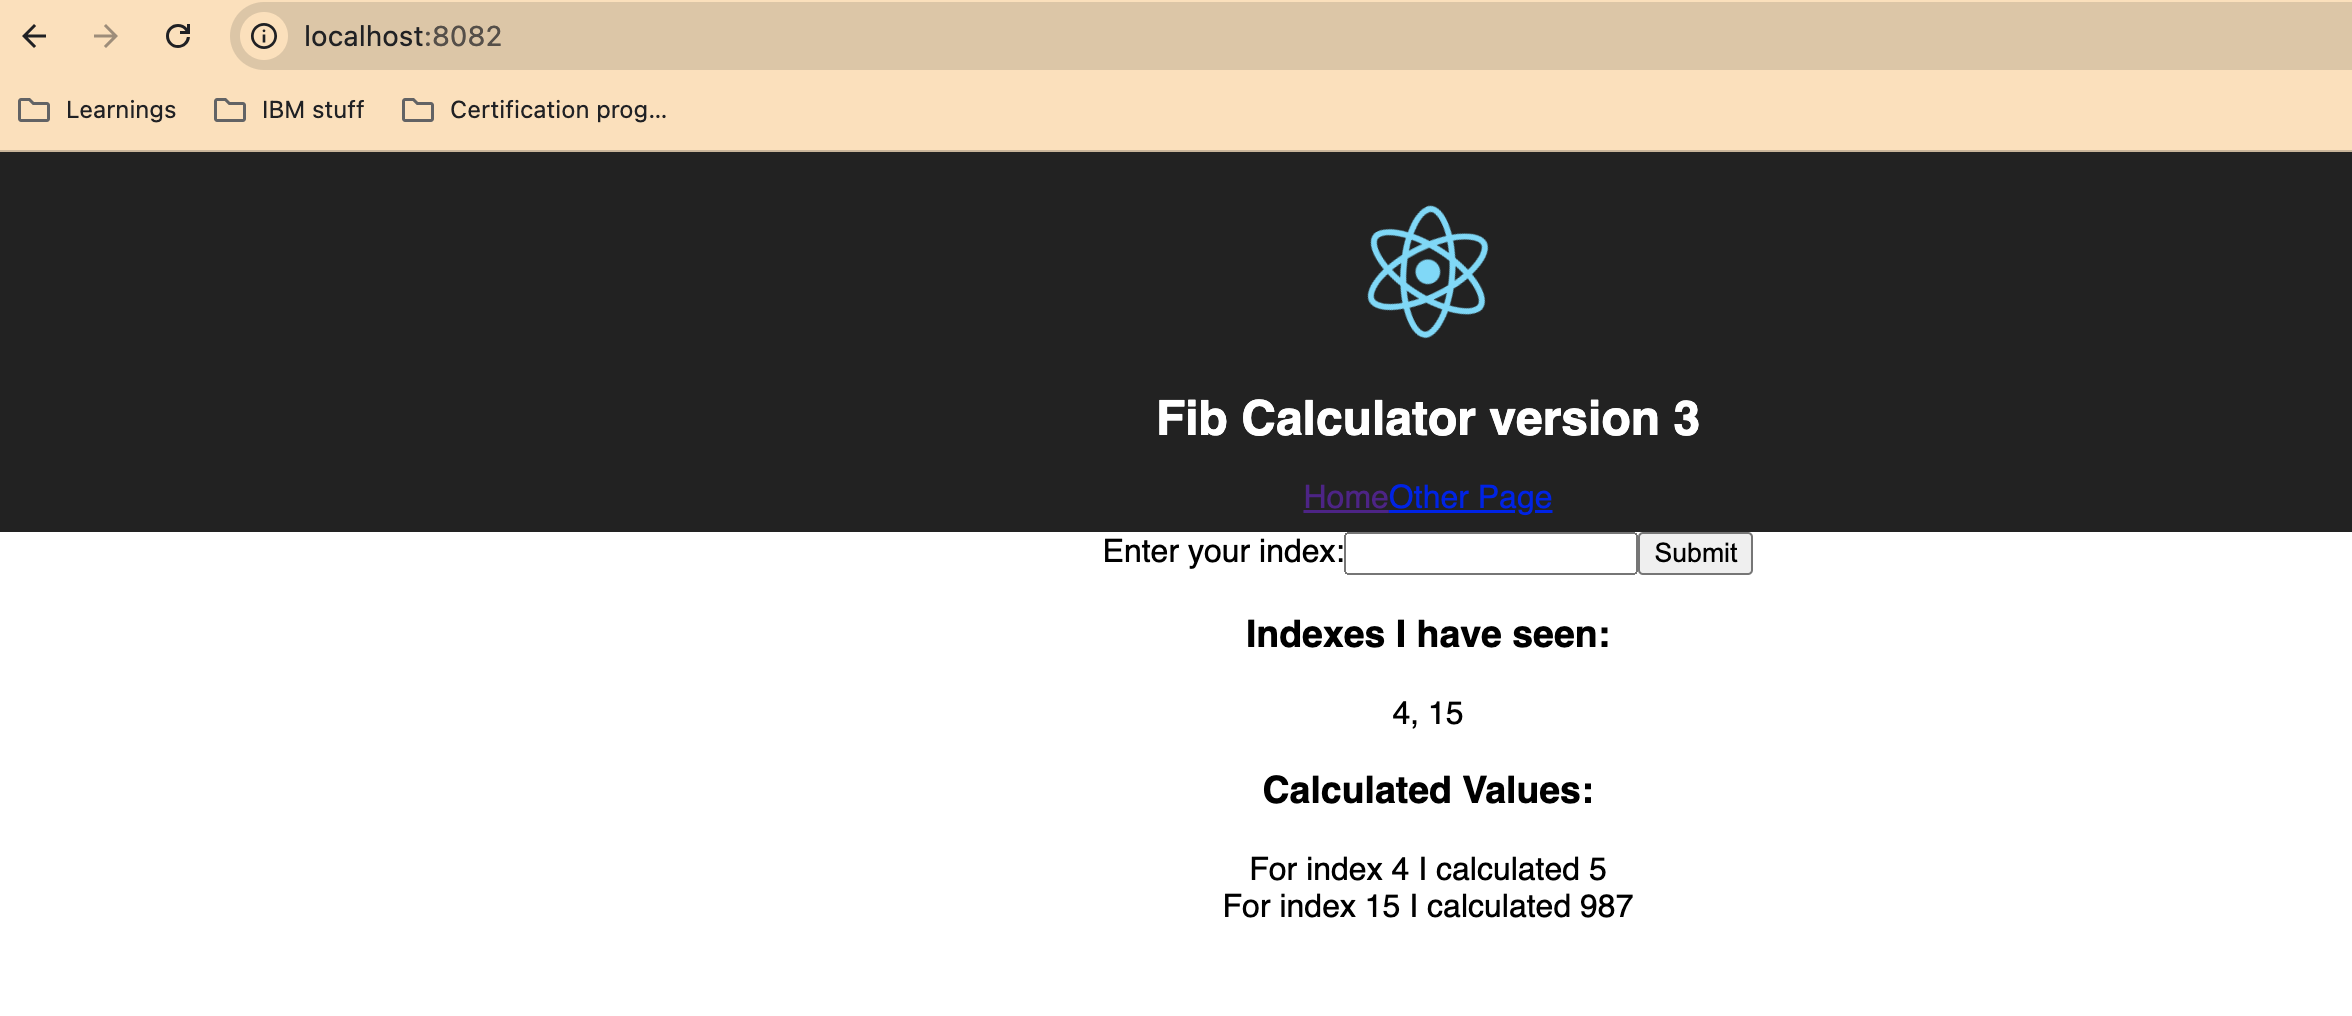 localhost:8082
Learnings IBM stuff Certification prog...
Fib Calculator version 3
HomeOther Page
Enter your index: Submit
Indexes I have seen:
4, 15
Calculated Values:
For index 4 I calculated 5
For index 15 I calculated 987